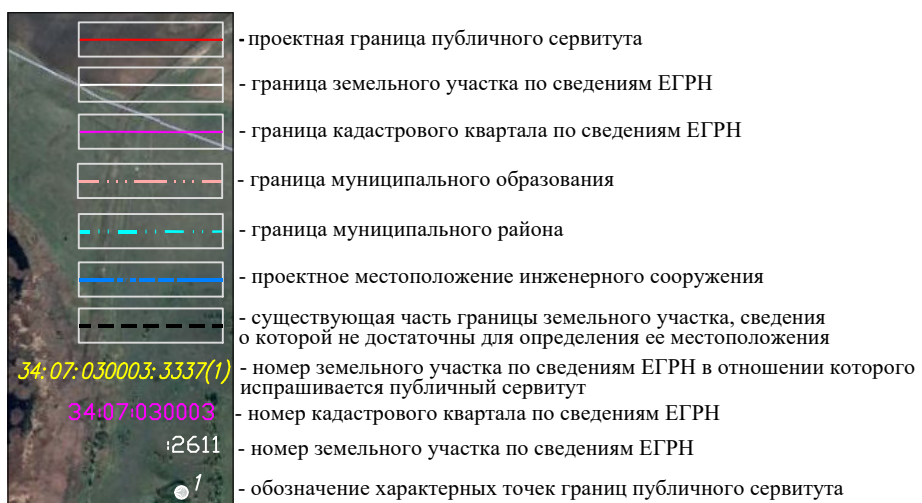 - проектная граница публичного сервитута
- граница земельного участка по сведениям ЕГРН
- граница кадастрового квартала по сведениям ЕГРН
- граница муниципального образования
- граница муниципального района
- проектное местоположение инженерного сооружения
- существующая часть границы земельного участка, сведения
о которой не достаточны для определения ее местоположения
34:07:030003:3337(1) - номер земельного участка по сведениям ЕГРН в отношении которого
испрашивается публичный сервитут
34:07:030003 - номер кадастрового квартала по сведениям ЕГРН
:2611 - номер земельного участка по сведениям ЕГРН
1 - обозначение характерных точек границ публичного сервитута